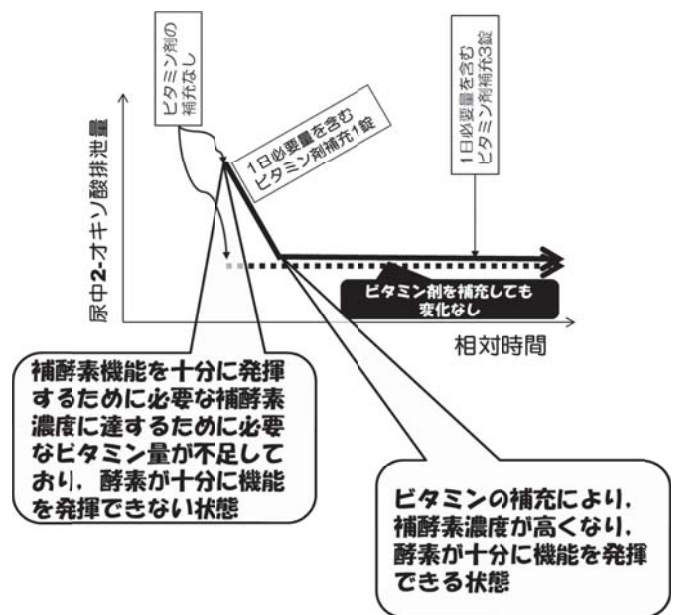 ビタミン剤の
補充なし
1日必要量を含む
ビタミン剤補充1錠
1日必要量を含む
ビタミン剤補充3錠
尿中2-オキソ酸排泄量
ビタミン剤を補充しても
変化なし
相対時間
補酵素機能を十分に発揮
するために必要な補酵素
濃度に達するために必要
なビタミン量が不足して
おり，酵素が十分に機能
を発揮できない状態
ビタミンの補充により，
補酵素濃度が高くなり，
酵素が十分に機能を発揮
できる状態